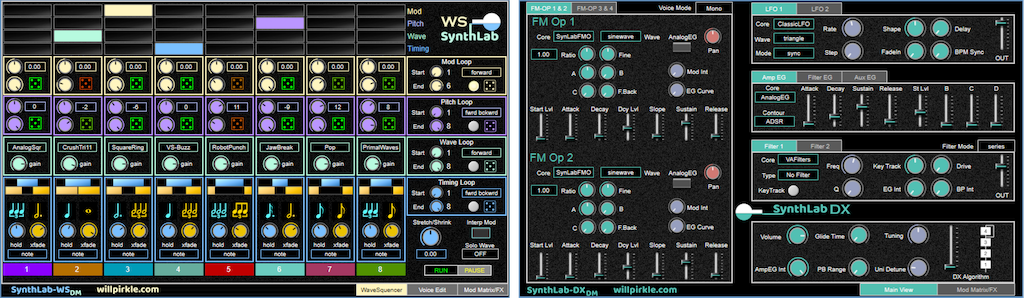 Mod
Pitch
Wave
Timing
WS
SynthLab
0.00 0.00 0.00 0.00 0.00 0.00 0.00 0.00
Mod Loop
Start 1 forward
End 6
0 -2 -6 0 11 -9 12 8
Pitch Loop
Start 1 fwrd bckwrd
End 8
AnalogSqr CrushTri11 SquareRing VS-Buzz RobotPunch JawBreak Pop PrimalWaves
gain gain gain gain gain gain gain gain
Wave Loop
Start 1 forward
End 8
Timing Loop
Start 1 fwrd bckwrd
End 8
hold xfade hold xfade hold xfade hold xfade hold xfade hold xfade hold xfade hold xfade
note note note note note note note note
Stretch/Shrink
0.00
Interp Mod
Solo Wave
OFF
1 2 3 4 5 6 7 8
RUN PAUSE
SynthLab-WS DM willpirkle.com
WaveSquencer Voice Edit Mod Matrix/FX
FM-OP 1 & 2 FM-OP 3 & 4 Voice Mode Mono
FM Op 1
Core SynLabFMO sinewave Wave AnalogEG
1.00 Ratio Fine Pan
A B Mod Int
C F.Back EG Curve
Start Lvl Attack Decay Dcy Lvl Slope Sustain Release
FM Op 2
Core SynLabFMO sinewave Wave AnalogEG
1.00 Ratio Fine Pan
A B Mod Int
C F.Back EG Curve
Start Lvl Attack Decay Dcy Lvl Slope Sustain Release
SynthLab-DX DM willpirkle.com
LFO 1 LFO 2
Core ClassicLFO Rate Shape Delay
Wave triangle
Mode sync Step FadeIn BPM Sync
OUT
Amp EG Filter EG Aux EG
Core
AnalogEG
Contour
ADSR
Attack Decay Sustain Release St Lvl B C D
Filter 1 Filter 2 Filter Mode series
Core VAFilters Freq Key Track Drive
Type No Filter
KeyTrack Q EG Int BP Int
OUT
SynthLab DX
Volume Glide Time Tuning
AmpEG Int PB Range Uni Detune
DX Algorithm
4
3
2
1
Main View Mod Matrix/FX